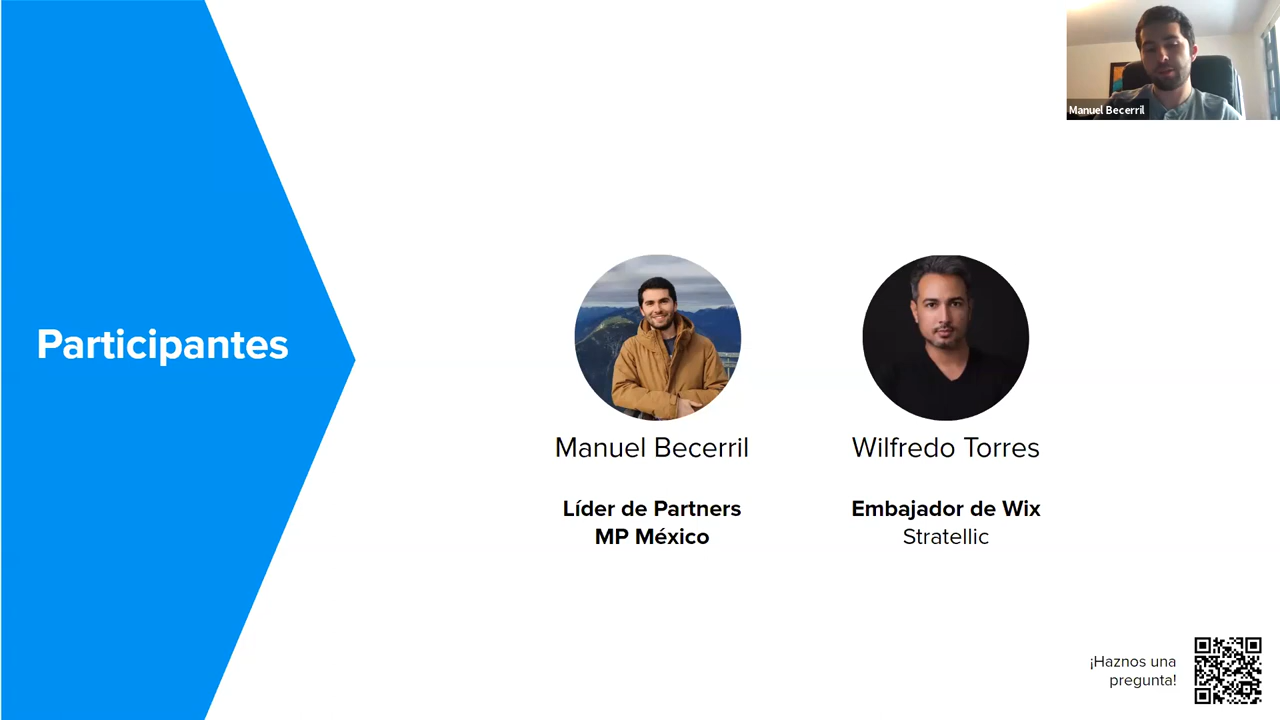 Manuel Becerril
Participantes
Manuel Becerril
Líder de Partners
MP México
Wilfredo Torres
Embajador de Wix
Stratellic
¡Haznos una
pregunta!